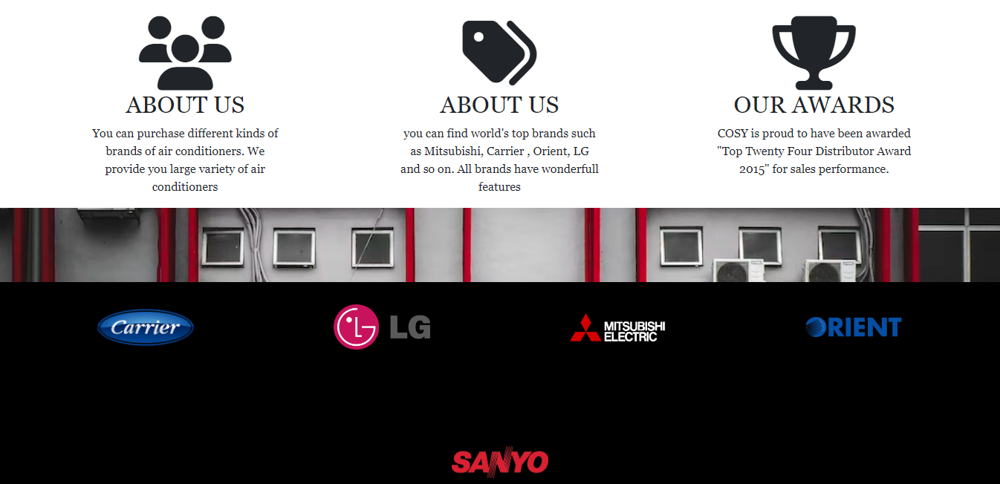 ABOUT US
You can purchase different kinds of
brands of air conditioners. We
provide you large variety of air
conditioners
ABOUT US
you can find world's top brands such
as Mitsubishi, Carrier , Orient, LG
and so on. All brands have wonderfull
features
OUR AWARDS
COSY is proud to have been awarded
"Top Twenty Four Distributor Award
2015" for sales performance.
Carrier
LG
MITSUBISHI
ELECTRIC
ORIENT
SANYO